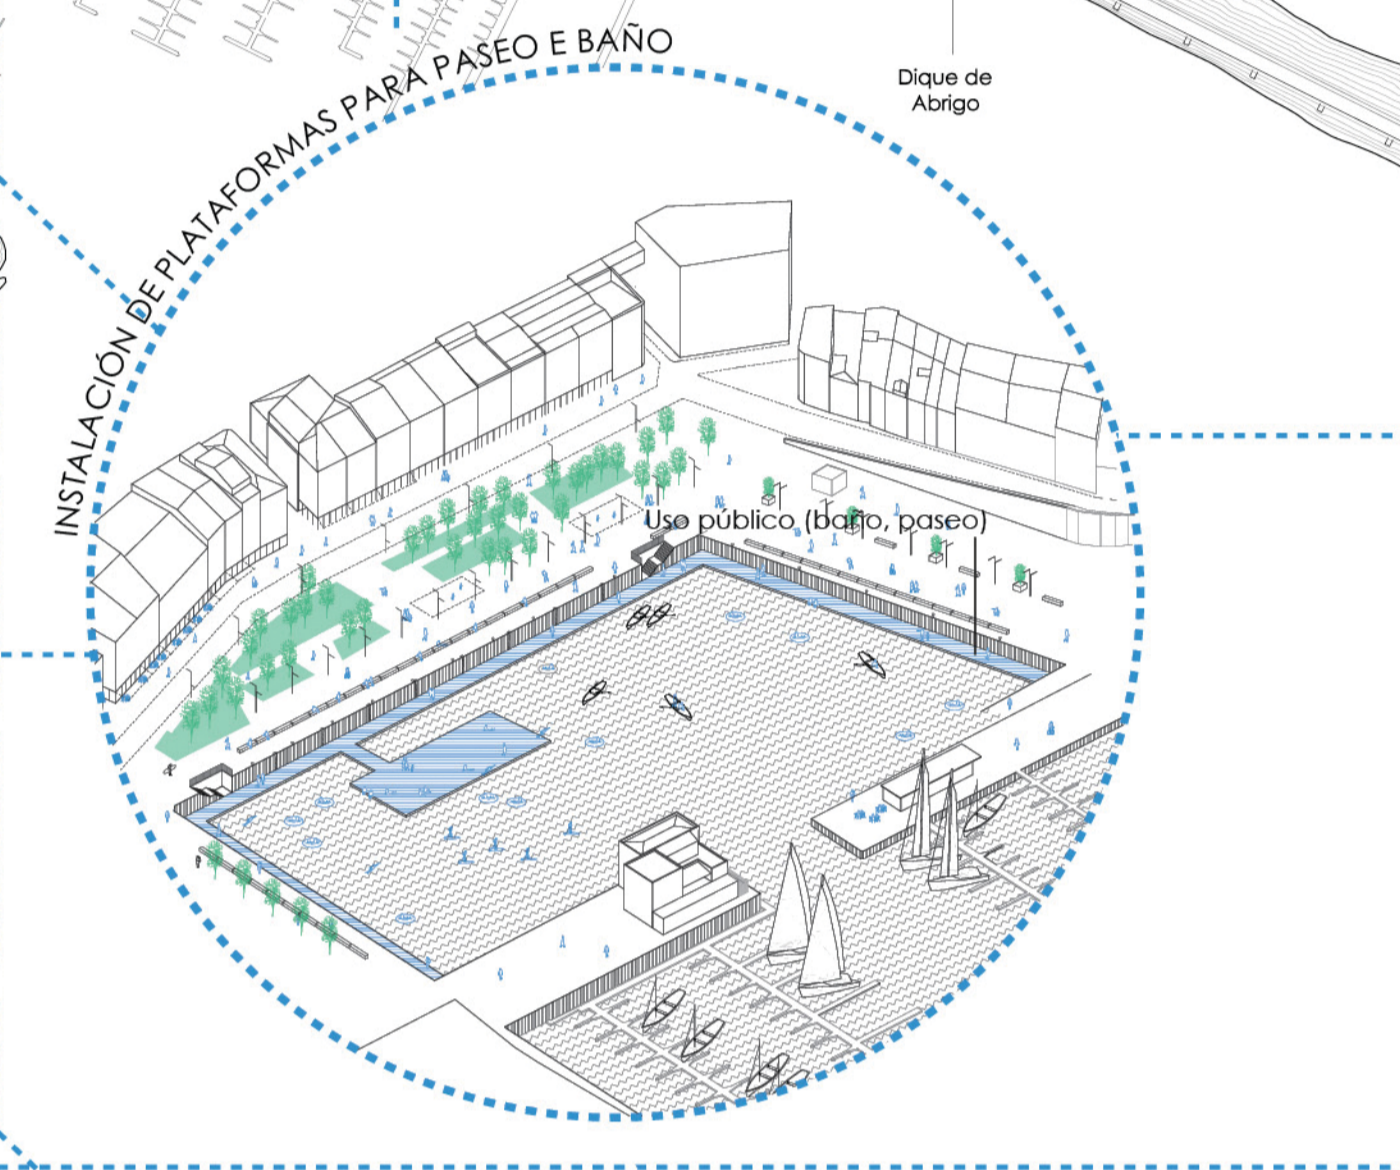 INSTALACIÓN DE PLATAFORMAS PARA PASEO E BAÑO
Dique de
Abrigo
Uso público (baño, paseo)